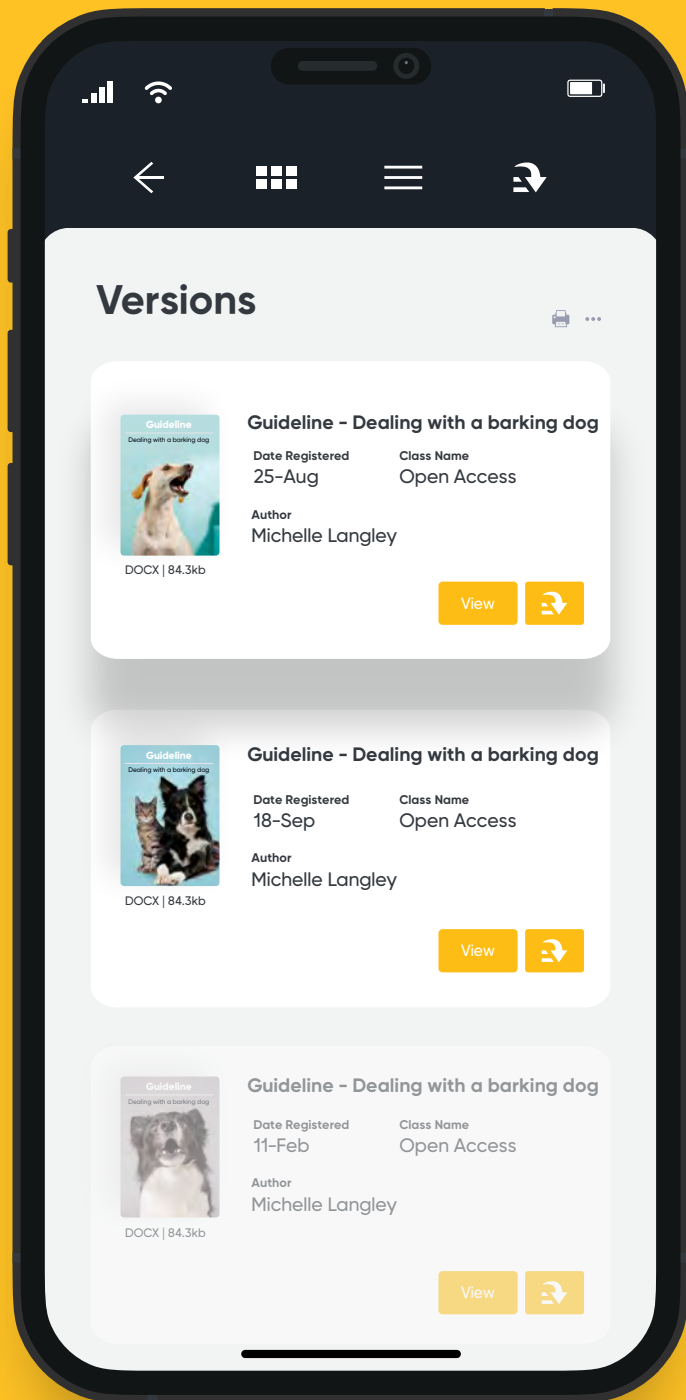 Versions
Guideline
Dealing with a barking dog
DOCX | 84.3kb
Guideline - Dealing with a barking dog
Date Registered Class Name
25-Aug Open Access
Author
Michelle Langley
View
Guideline
Dealing with a barking dog
DOCX | 84.3kb
Guideline - Dealing with a barking dog
Date Registered Class Name
18-Sep Open Access
Author
Michelle Langley
View
Guideline
Dealing with a barking dog
DOCX | 84.3kb
Guideline - Dealing with a barking dog
Date Registered Class Name
11-Feb Open Access
Author
Michelle Langley
View